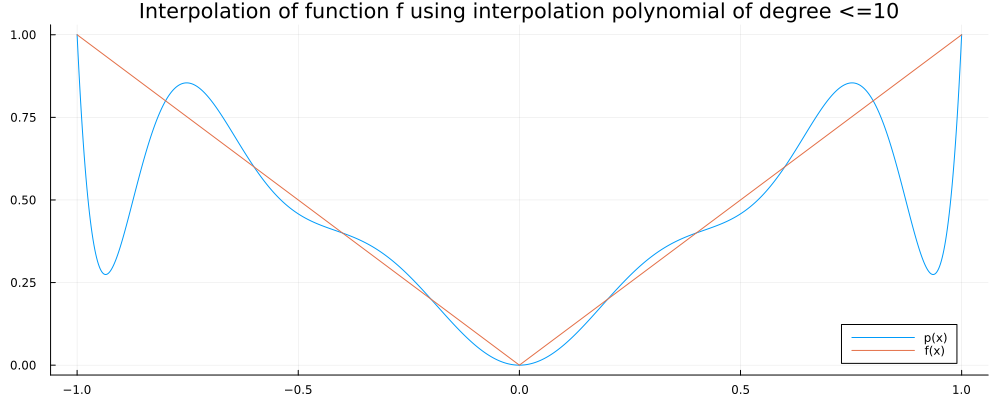 Interpolation of function f using interpolation polynomial of degree <=10
1.00
0.75
0.50
0.25
0.00
p(x)
f(x)
−1.0 −0.5 0.0 0.5 1.0